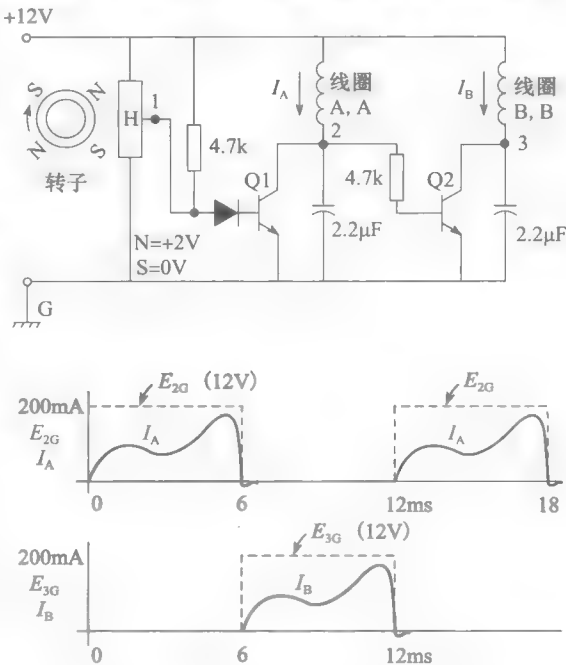 +12V
S
N
N
S
转子
H
1
4.7k
N=+2V
S=0V
G
Q1
I_A
线圈
A, A
2
4.7k
2.2μF
Q2
I_B
线圈
B, B
3
2.2μF
E_2G (12V)
E_2G
200mA
E_2G
I_A
I_A
I_A
0
6
12ms
18
E_3G (12V)
200mA
E_3G
I_B
I_B
0
6
12ms